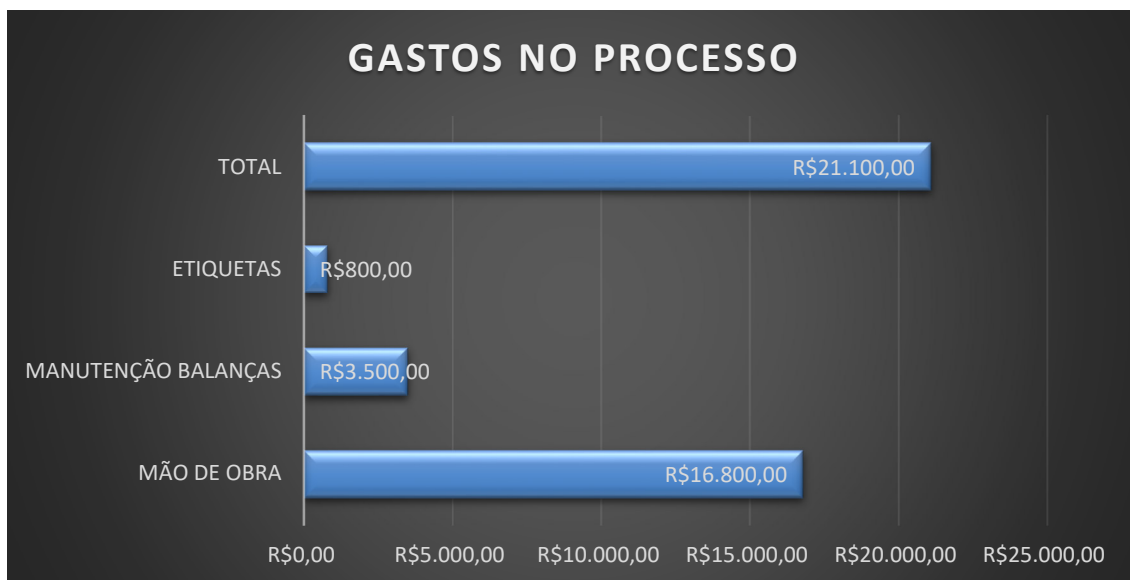 GASTOS NO PROCESSO
TOTAL
R$21.100,00
ETIQUETAS
R$800,00
MANUTENÇÃO BALANÇAS
R$3.500,00
MÃO DE OBRA
R$16.800,00
R$0,00 R$5.000,00 R$10.000,00 R$15.000,00 R$20.000,00 R$25.000,00